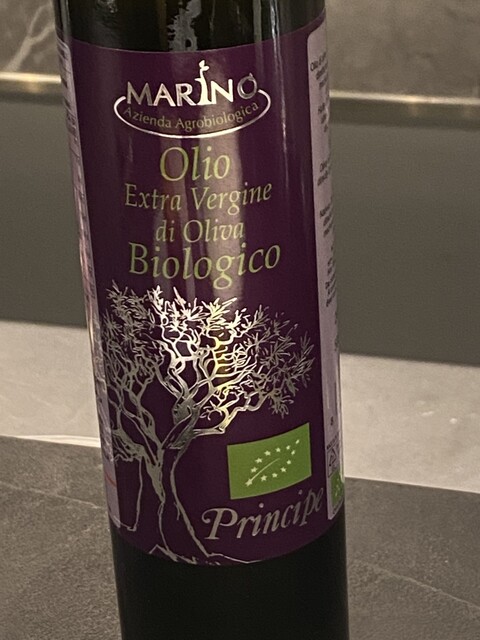 MARINO
Azienda Agrobiologica
Olio
Extra Vergine
di Oliva
Biologico
Principe